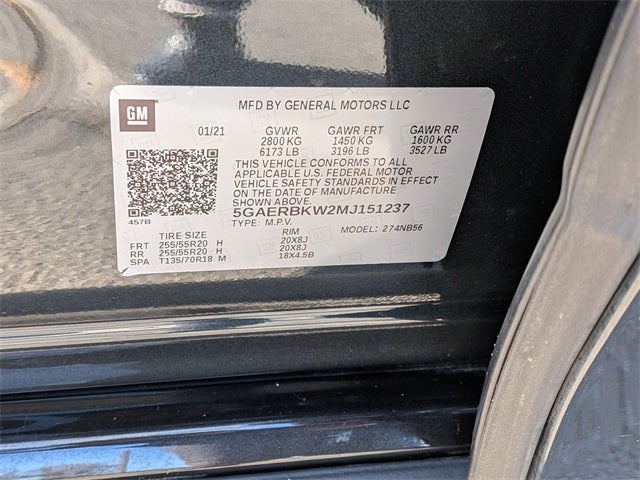 MFD BY GENERAL MOTORS LLC
GM
01/21 GVWR GAWR FRT GAWR RR
2800 KG 1450 KG 1600 KG
6173 LB 3196 LB 3527 LB
THIS VEHICLE CONFORMS TO ALL
APPLICABLE U.S. FEDERAL MOTOR
VEHICLE SAFETY STANDARDS IN EFFECT
ON THE DATE OF MANUFACTURE
SHOWN ABOVE.
457B
5GAERBKW2MJ151237
TYPE: M.P.V. MODEL: 274NB56
TIRE SIZE RIM
FRT 255/55R20 H 20X8J
RR 255/55R20 H 20X8J
SPA T135/70R18 M 18X4.5B